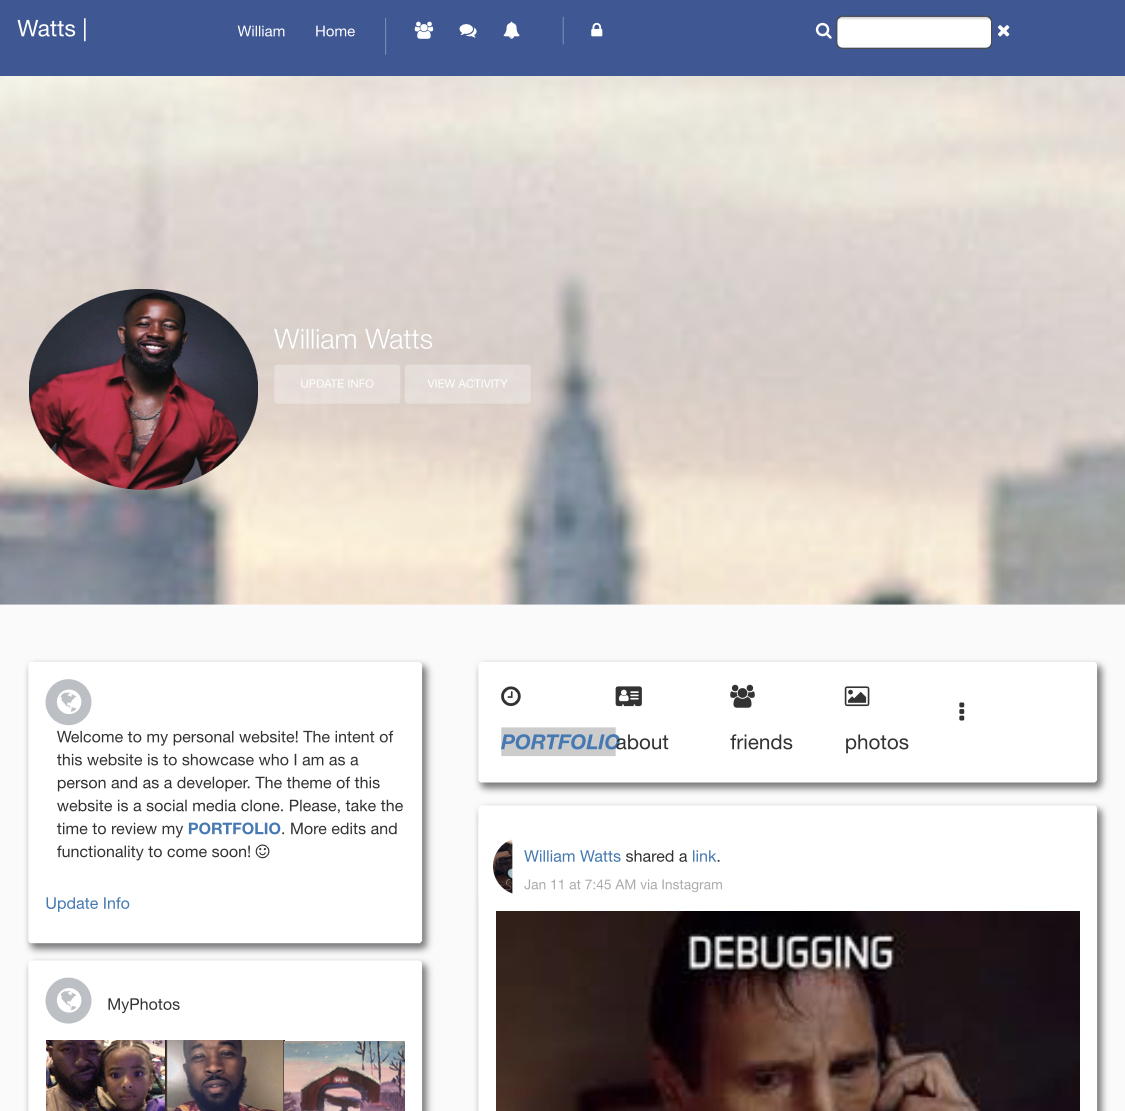 Watts |
William Home
William Watts
UPDATE INFO VIEW ACTIVITY
Welcome to my personal website! The intent of
this website is to showcase who I am as a
person and as a developer. The theme of this
website is a social media clone. Please, take the
time to review my PORTFOLIO. More edits and
functionality to come soon! ☺
Update Info
MyPhotos
PORTFOLIO about friends photos
William Watts shared a link.
Jan 11 at 7:45 AM via Instagram
DEBUGGING